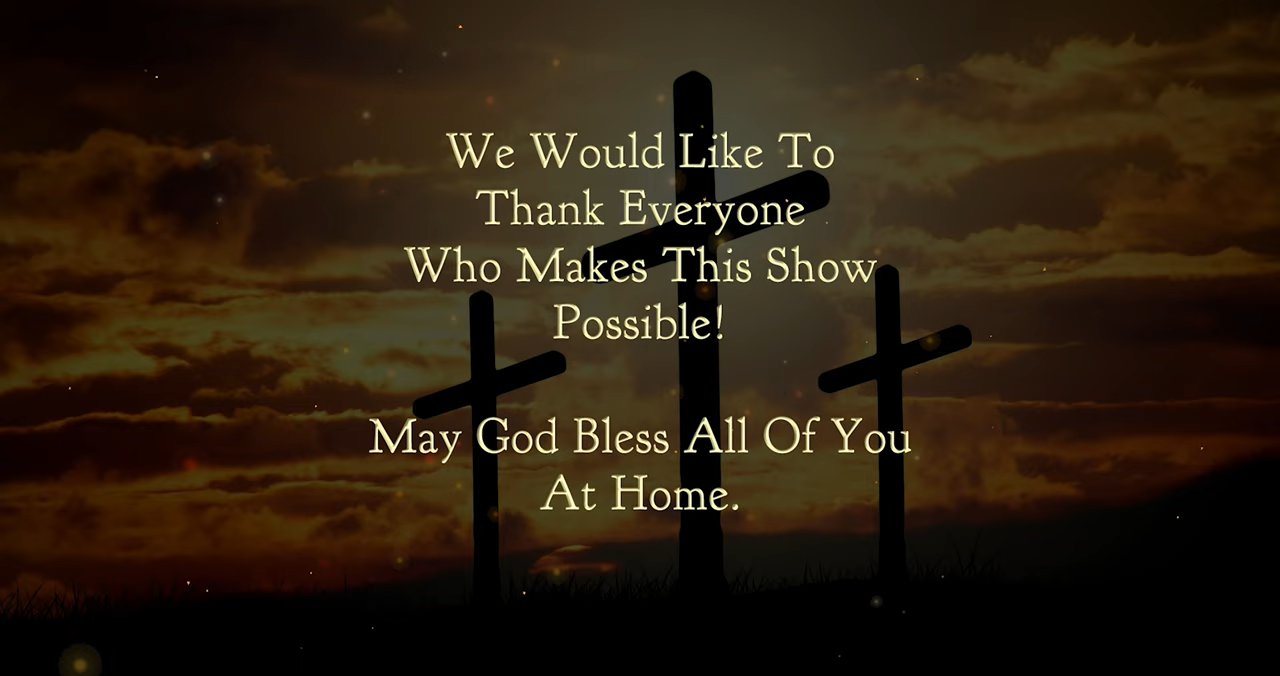 We Would Like To
Thank Everyone
Who Makes This Show
Possible!
May God Bless All Of You
At Home.